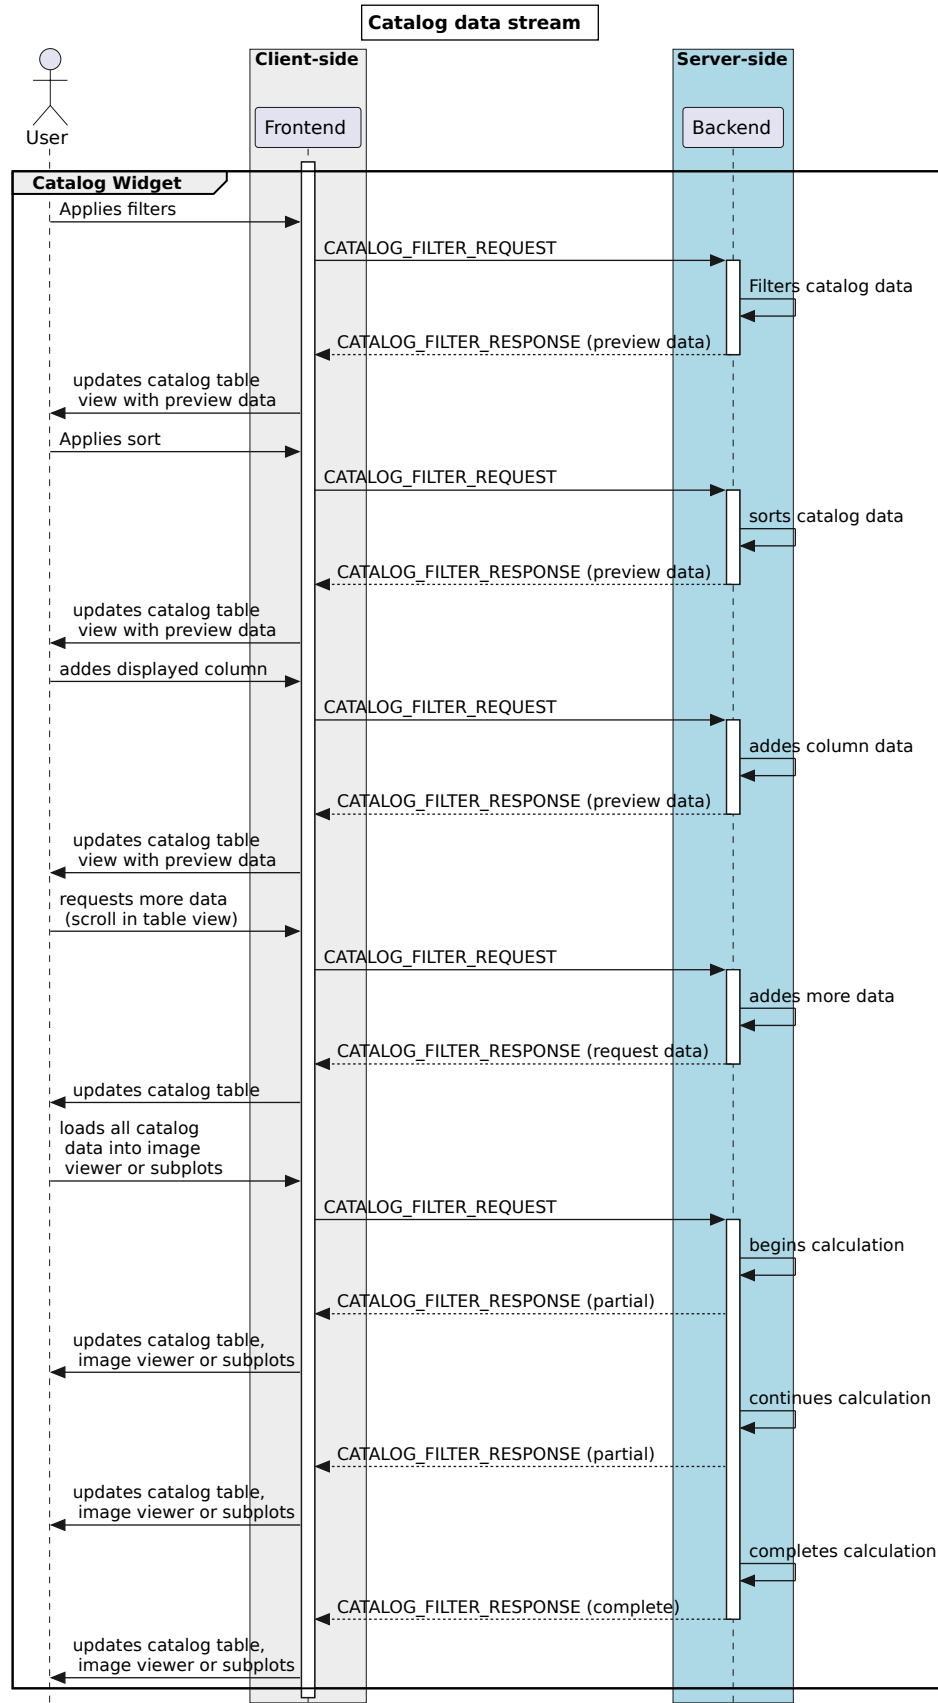 Catalog data stream
Client-side
Server-side
User
Frontend
Backend
Catalog Widget
Applies filters
CATALOG_FILTER_REQUEST
Filters catalog data
CATALOG_FILTER_RESPONSE (preview data)
updates catalog table
view with preview data
Applies sort
CATALOG_FILTER_REQUEST
sorts catalog data
CATALOG_FILTER_RESPONSE (preview data)
updates catalog table
view with preview data
addes displayed column
CATALOG_FILTER_REQUEST
addes column data
CATALOG_FILTER_RESPONSE (preview data)
updates catalog table
view with preview data
requests more data
(scroll in table view)
CATALOG_FILTER_REQUEST
addes more data
CATALOG_FILTER_RESPONSE (request data)
updates catalog table
loads all catalog
data into image
viewer or subplots
CATALOG_FILTER_REQUEST
begins calculation
CATALOG_FILTER_RESPONSE (partial)
updates catalog table,
image viewer or subplots
continues calculation
CATALOG_FILTER_RESPONSE (partial)
updates catalog table,
image viewer or subplots
completes calculation
CATALOG_FILTER_RESPONSE (complete)
updates catalog table,
image viewer or subplots